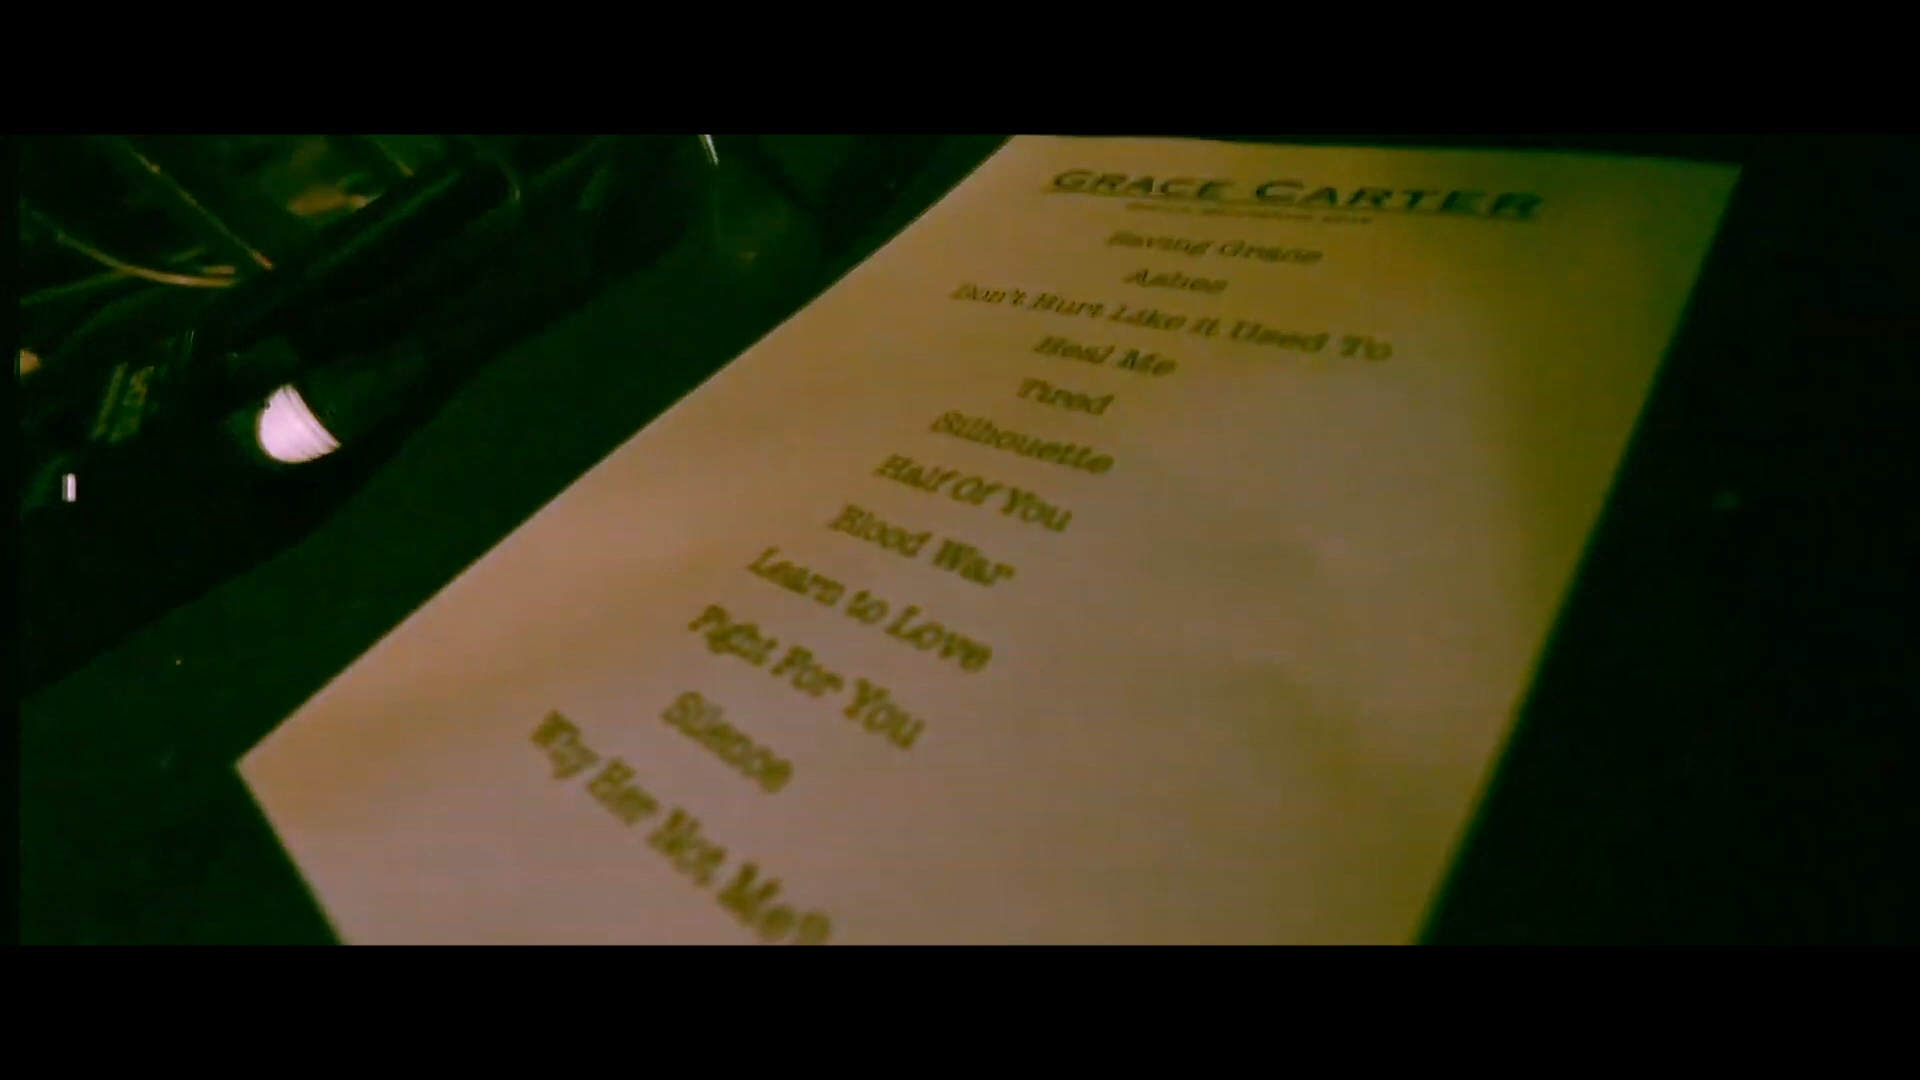 GRACE CARTER
Saving Grace
Ashes
Don't Hurt Like It Used To
Heal Me
Tired
Silhouette
Half Of You
Blood War
Learn to Love
Fight For You
Silence
Why Her Not Me?